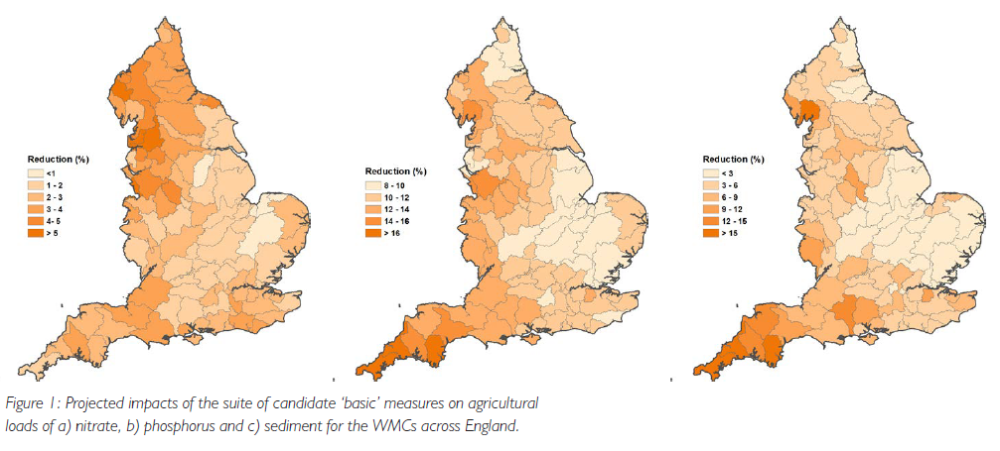 Reduction (%)
<1
1 - 2
2 - 3
3 - 4
4- 5
> 5
Reduction (%)
8 - 10
10 - 12
12 - 14
14 - 16
> 16
Reduction (%)
< 3
3 - 6
6 - 9
9 - 12
12 - 15
> 15
Figure 1: Projected impacts of the suite of candidate ‘basic’ measures on agricultural
loads of a) nitrate, b) phosphorus and c) sediment for the WMCs across England.